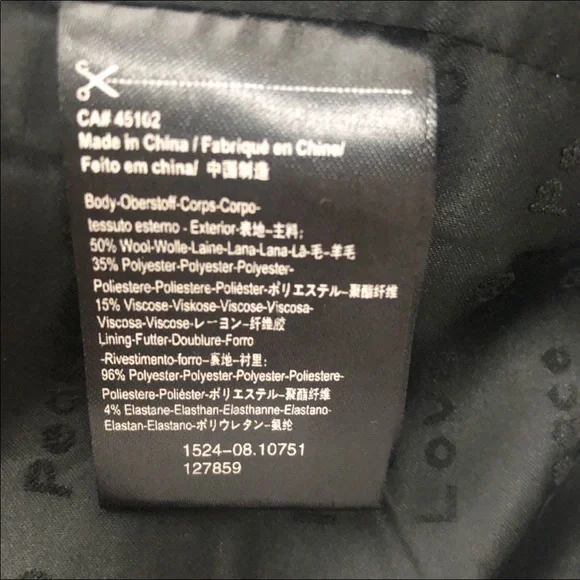 CA# 45102
Made in China / Fabriqué en Chine/
Feito em china/ 中国制造
Body-Oberstoff-Corps-Corpo-
tessuto esterno - Exterior-表地-主料:
50% Wool-Wolle-Laine-Lana-Lana-Lã-毛-羊毛
35% Polyester-Polyester-Polyester-
Poliestere-Poliestere-Poliéster-ポリエステル-聚酯纤维
15% Viscose-Viskose-Viscose-Viscosa-
Viscosa-Viscose-レーヨン-纤维胶
Lining-Futter-Doublure-Forro
-Rivestimento-forro-裏地-衬里:
96% Polyester-Polyester-Polyester-Poliestere-
Poliestere-Poliéster-ポリエステル-聚酯纤维
4% Elastane-Elasthan-Elasthanne-Elastano-
Elastan-Elastano-ポリウレタン-氨纶
1524-08.10751
127859
Love